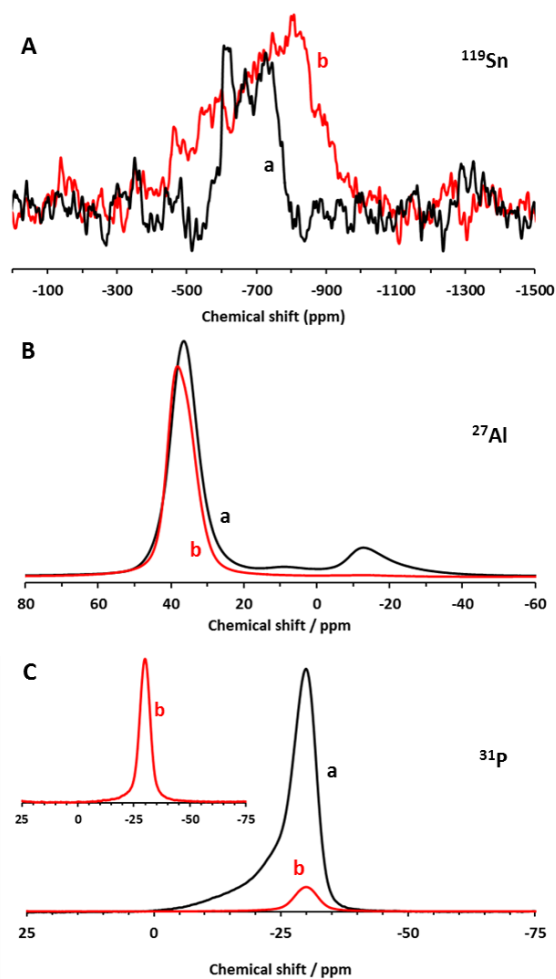 A
¹¹⁹Sn
b
a
-100 -300 -500 -700 -900 -1100 -1300 -1500
Chemical shift (ppm)
B
²⁷Al
a
b
80 60 40 20 0 -20 -40 -60
Chemical shift / ppm
C
b
³¹P
a
25 0 -25 -50 -75
b
25 0 -25 -50 -75
Chemical shift (ppm)